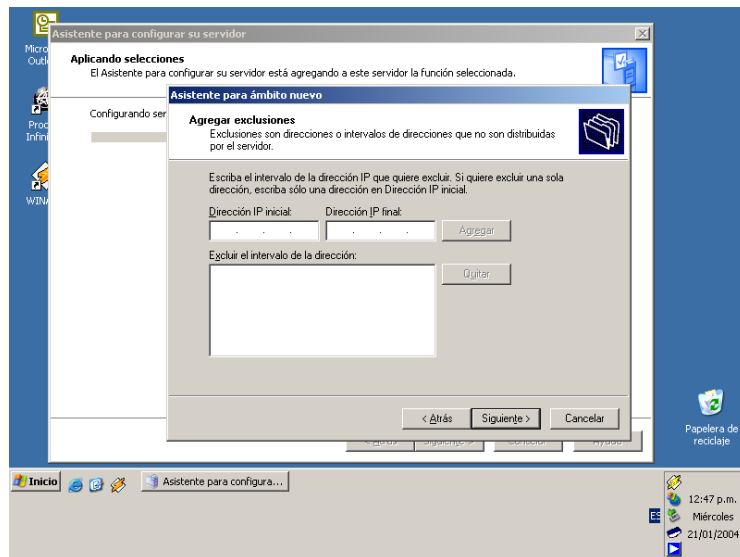 Asistente para configurar su servidor
Micro
Outl
Aplicando selecciones
El Asistente para configurar su servidor está agregando a este servidor la función seleccionada.
Configurando ser
Asistente para ámbito nuevo
Proc
Infini
Agregar exclusiones
Exclusiones son direcciones o intervalos de direcciones que no son distribuidas
por el servidor.
Escriba el intervalo de la dirección IP que quiere excluir. Si quiere excluir una sola
dirección, escriba sólo una dirección en Dirección IP inicial.
WINA
Dirección IP inicial:
Dirección IP final:
Agregar
Excluir el intervalo de la dirección:
Quitar
< Atrás
Siguiente >
Cancelar
< Atrás
Siguiente >
Cancelar
Ayuda
Papelera de
reciclaje
Inicio
Asistente para configura...
ES
12:47 p.m.
Miércoles
21/01/2004